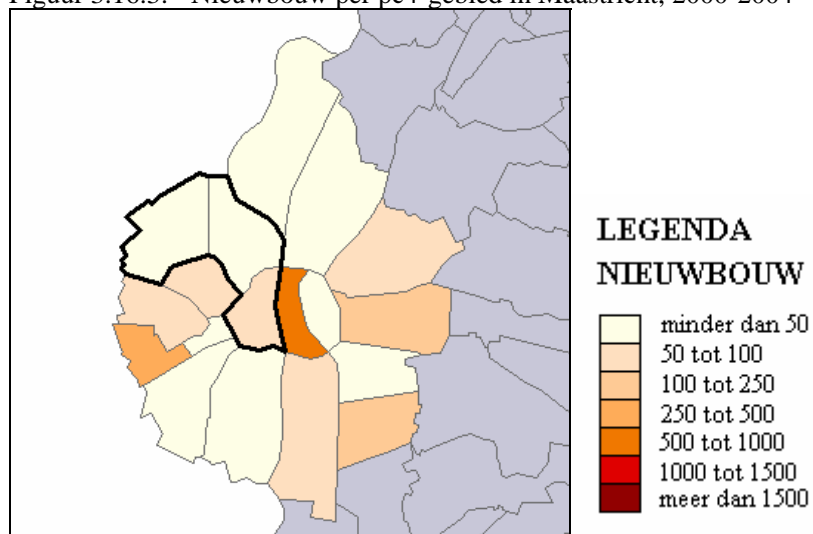 LEGENDA
NIEUWBOUW
minder dan 50
50 tot 100
100 tot 250
250 tot 500
500 tot 1000
1000 tot 1500
meer dan 1500